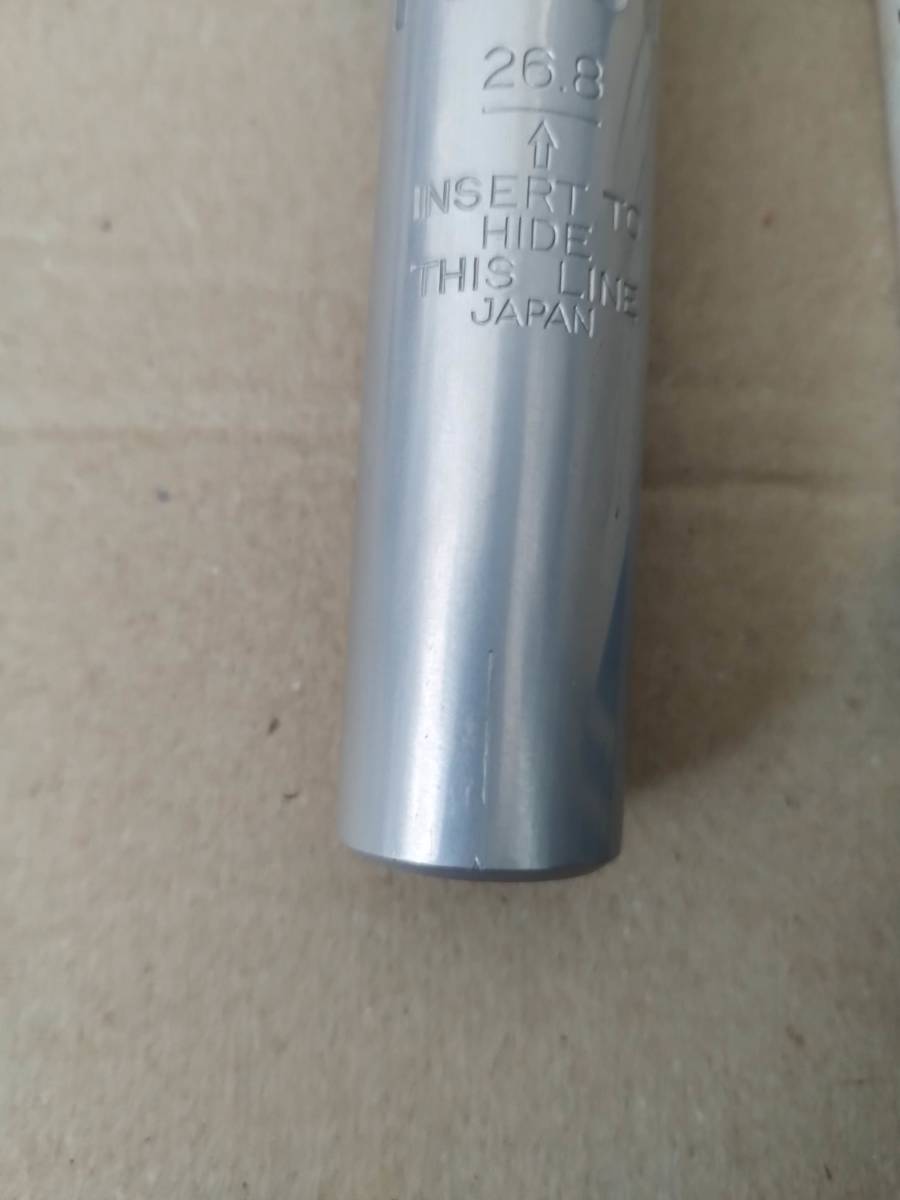 26.8
INSERT TO
HIDE
THIS LINE
JAPAN